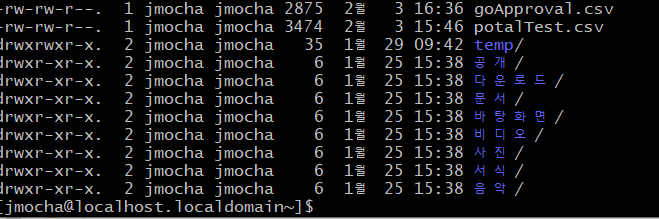 -rw-rw-r--. 1 jmocha jmocha 2875 2월 3 16:36 goApproval.csv
-rw-rw-r--. 1 jmocha jmocha 3474 2월 3 15:46 potalTest.csv
drwxrwxr-x. 2 jmocha jmocha 35 1월 29 09:42 temp/
drwxr-xr-x. 2 jmocha jmocha 6 1월 25 15:38 공개/
drwxr-xr-x. 2 jmocha jmocha 6 1월 25 15:38 다운로드/
drwxr-xr-x. 2 jmocha jmocha 6 1월 25 15:38 문서/
drwxr-xr-x. 2 jmocha jmocha 6 1월 25 15:38 바탕화면/
drwxr-xr-x. 2 jmocha jmocha 6 1월 25 15:38 비디오/
drwxr-xr-x. 2 jmocha jmocha 6 1월 25 15:38 사진/
drwxr-xr-x. 2 jmocha jmocha 6 1월 25 15:38 서식/
drwxr-xr-x. 2 jmocha jmocha 6 1월 25 15:38 음악/
[jmocha@localhost.localdomain~]$